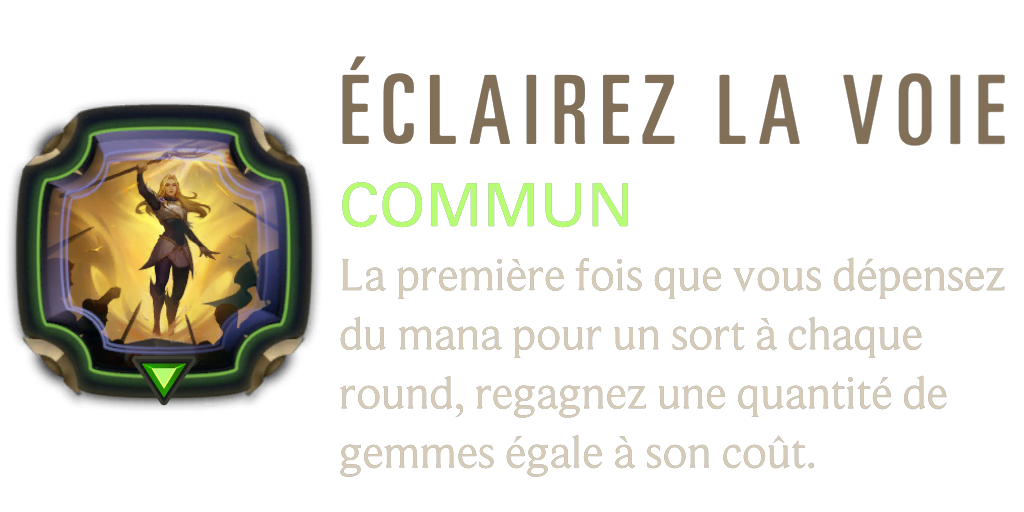 ÉCLAIREZ LA VOIE
COMMUN
La première fois que vous dépensez
du mana pour un sort à chaque
round, regagnez une quantité de
gemmes égale à son coût.